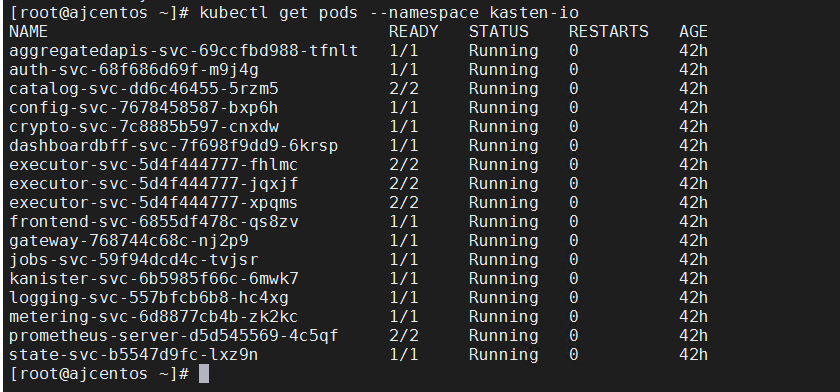 [root@ajcentos ~]# kubectl get pods --namespace kasten-io
NAME READY STATUS RESTARTS AGE
aggregatedapis-svc-69ccfbd988-tfnlt 1/1 Running 0 42h
auth-svc-68f686d69f-m9j4g 1/1 Running 0 42h
catalog-svc-dd6c46455-5rzm5 2/2 Running 0 42h
config-svc-7678458587-bxp6h 1/1 Running 0 42h
crypto-svc-7c8885b597-cnxdw 1/1 Running 0 42h
dashboardbff-svc-7f698f9dd9-6krsp 1/1 Running 0 42h
executor-svc-5d4f444777-fhlmc 2/2 Running 0 42h
executor-svc-5d4f444777-jqxjf 2/2 Running 0 42h
executor-svc-5d4f444777-xpqms 2/2 Running 0 42h
frontend-svc-6855df478c-qs8zv 1/1 Running 0 42h
gateway-768744c68c-nj2p9 1/1 Running 0 42h
jobs-svc-59f94dcd4c-tvjsr 1/1 Running 0 42h
kanister-svc-6b5985f66c-6mwk7 1/1 Running 0 42h
logging-svc-557bfcb6b8-hc4xg 1/1 Running 0 42h
metering-svc-6d8877cb4b-zk2kc 1/1 Running 0 42h
prometheus-server-d5d545569-4c5qf 2/2 Running 0 42h
state-svc-b5547d9fc-lxz9n 1/1 Running 0 42h
[root@ajcentos ~]#